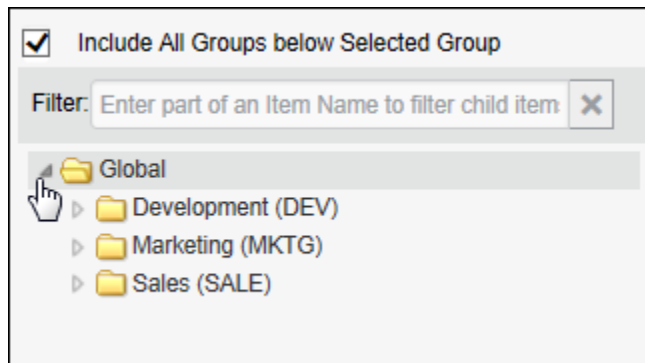 Include All Groups below Selected Group
Filter: Enter part of an Item Name to filter child item
Global
Development (DEV)
Marketing (MKTG)
Sales (SALE)